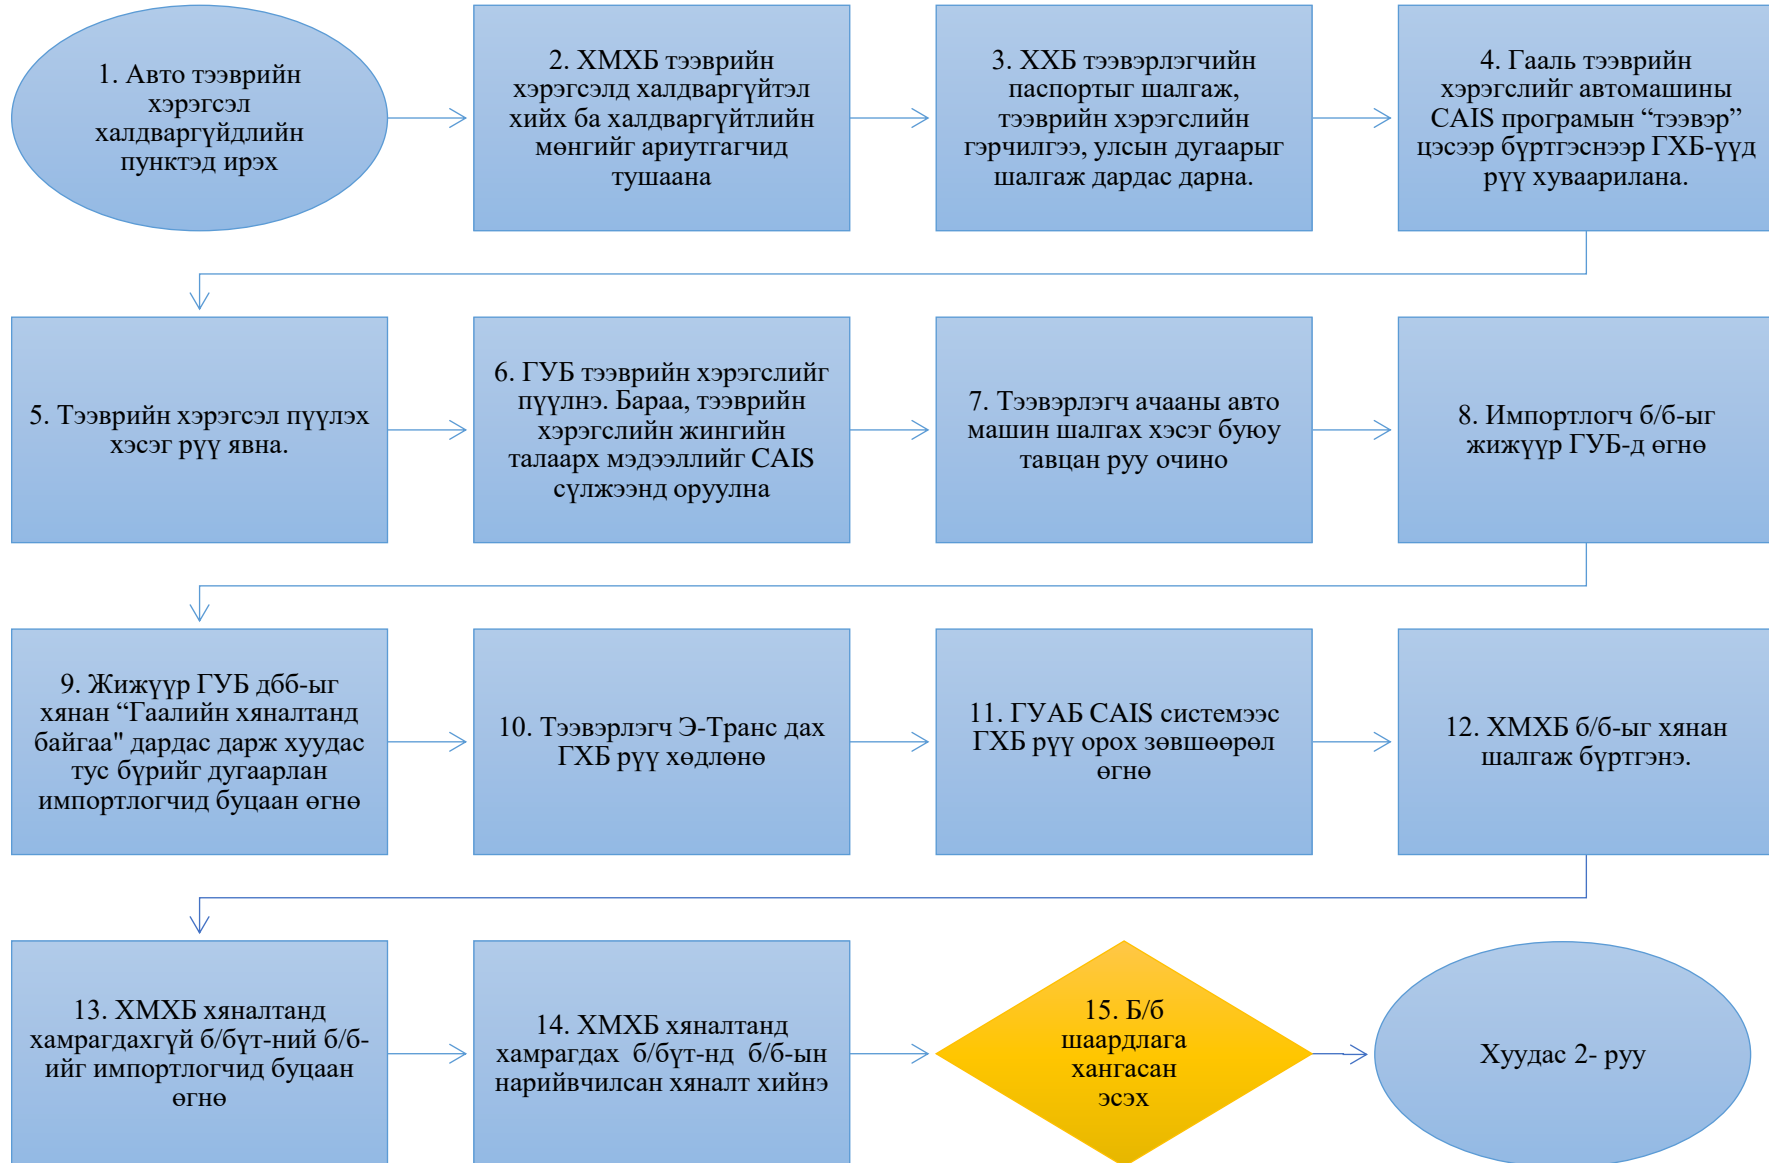 1. Авто тээврийн
хэрэгсэл
халдваргүйдлийн
пунктэд ирэх
2. ХМХБ тээврийн
хэрэгсэлд халдваргүйтэл
хийх ба халдваргүйтлийн
мөнгийг ариутгагчид
тушаана
3. ХХБ тээвэрлэгчийн
паспортыг шалгаж,
тээврийн хэрэгслийн
гэрчилгээ, улсын дугаарыг
шалгаж дардас дарна.
4. Гааль тээврийн
хэрэгслийг автомашины
CAIS програмын “тээвэр”
цэсээр бүртгэснээр ГХБ-үүд
рүү хуваарилана.
5. Тээврийн хэрэгсэл пүүлэх
хэсэг рүү явна.
6. ГУБ тээврийн хэрэгслийг
пүүлнэ. Бараа, тээврийн
хэрэгслийн жингийн
талаарх мэдээллийг CAIS
сүлжээнд оруулна
7. Тээвэрлэгч ачааны авто
машин шалгах хэсэг буюу
тавцан руу очино
8. Импортлогч б/б-ыг
жижүүр ГУБ-д өгнө
9. Жижүүр ГУБ дбб-ыг
хянан “Гаалийн хяналтанд
байгаа" дардас дарж хуудас
тус бүрийг дугаарлан
импортлогчид буцаан өгнө
10. Тээвэрлэгч Э-Транс дах
ГХБ рүү хөдлөнө
11. ГУАБ CAIS системээс
ГХБ рүү орох зөвшөөрөл
өгнө
12. ХМХБ б/б-ыг хянан
шалгаж бүртгэнэ.
13. ХМХБ хяналтанд
хамрагдахгүй б/бүт-ний б/б-
ийг импортлогчид буцаан
өгнө
14. ХМХБ хяналтанд
хамрагдах б/бүт-нд б/б-ын
нарийвчилсан хяналт хийнэ
15. Б/б
шаардлага
хангасан
эсэх
Хуудас 2- руу